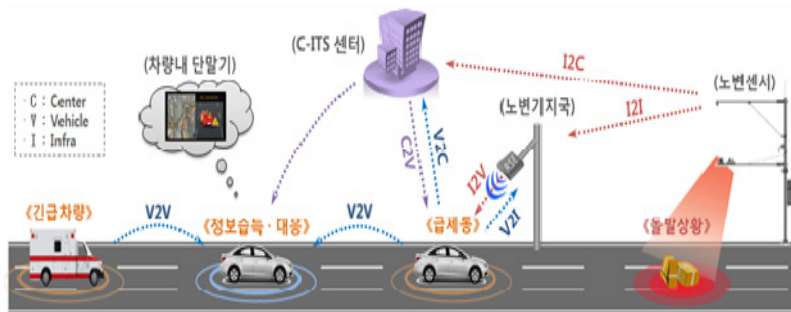 (C-ITS 센터)
(차량내 단말기)
I2C
(노변센서)
· C : Center
· V : Vehicle
· I : Infra
(노변기지국)
I2I
C2V
V2C
I2V
RSE
V2I
《긴급차량》
V2V
《정보습득·대응》
V2V
《급제동》
《돌발상황》